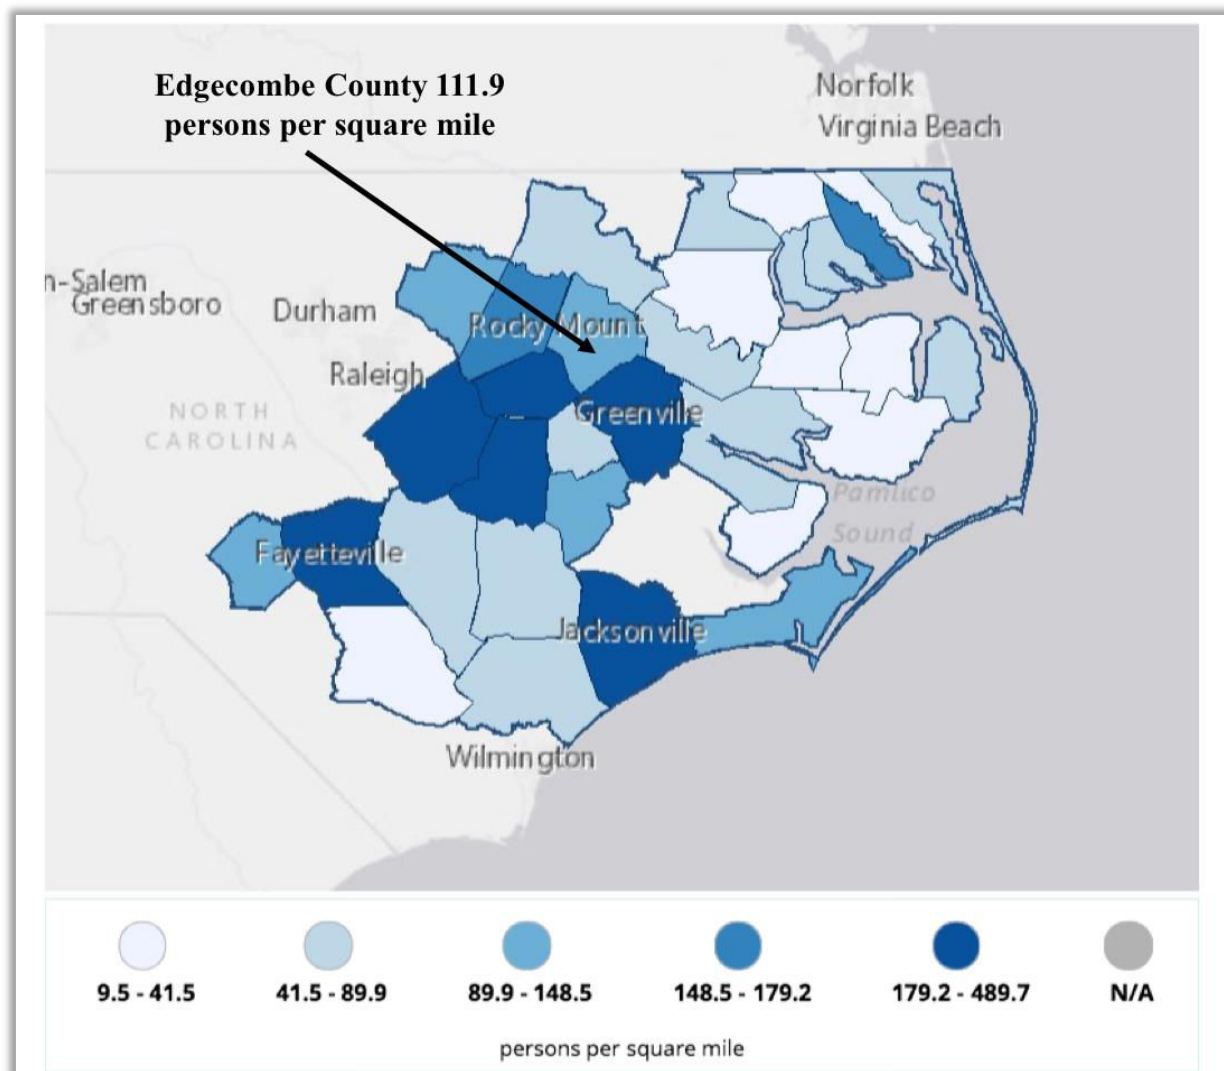 Edgecombe County 111.9
persons per square mile
Norfolk
Virginia Beach
n-Salem
Greensboro
Durham
Rocky Mount
Raleigh
NORTH
CAROLINA
Greenville
Pamlico
Sound
Fayetteville
Jacksonville
Wilmington
9.5 - 41.5
41.5 - 89.9
89.9 - 148.5
148.5 - 179.2
179.2 - 489.7
N/A
persons per square mile